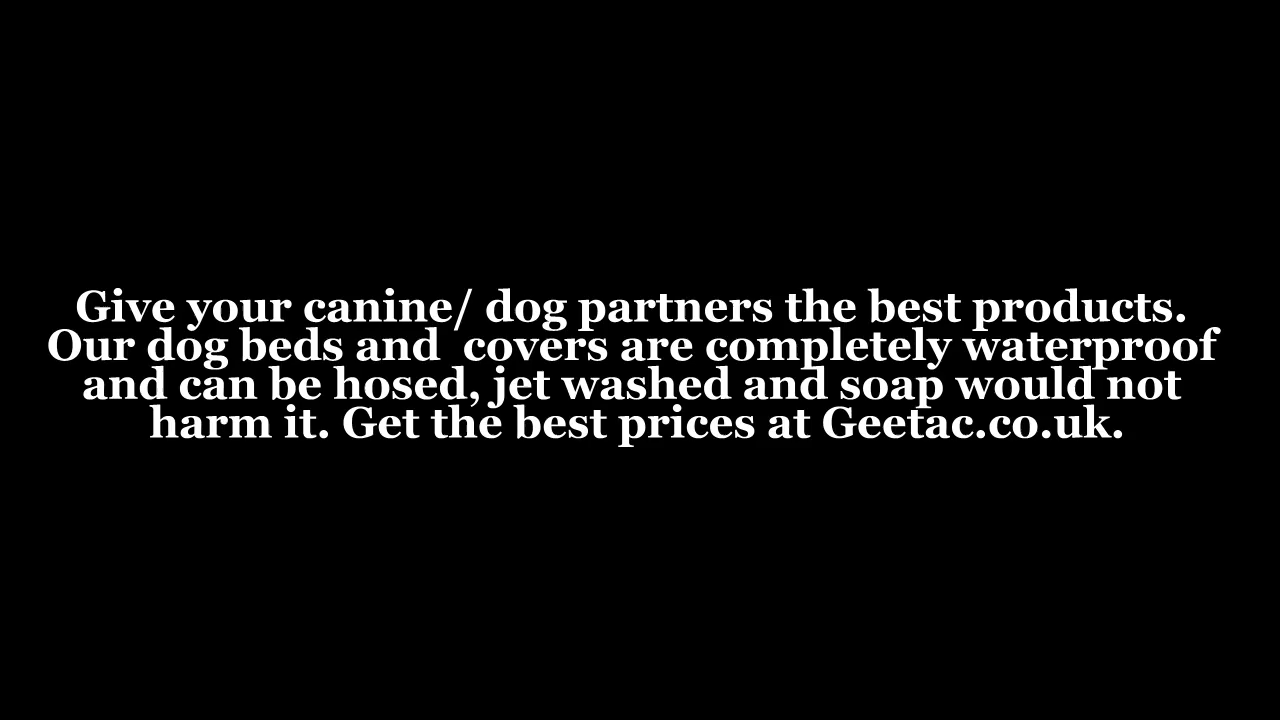 Give your canine/ dog partners the best products.
Our dog beds and  covers are completely waterproof
and can be hosed, jet washed and soap would not
harm it. Get the best prices at Geetac.co.uk.